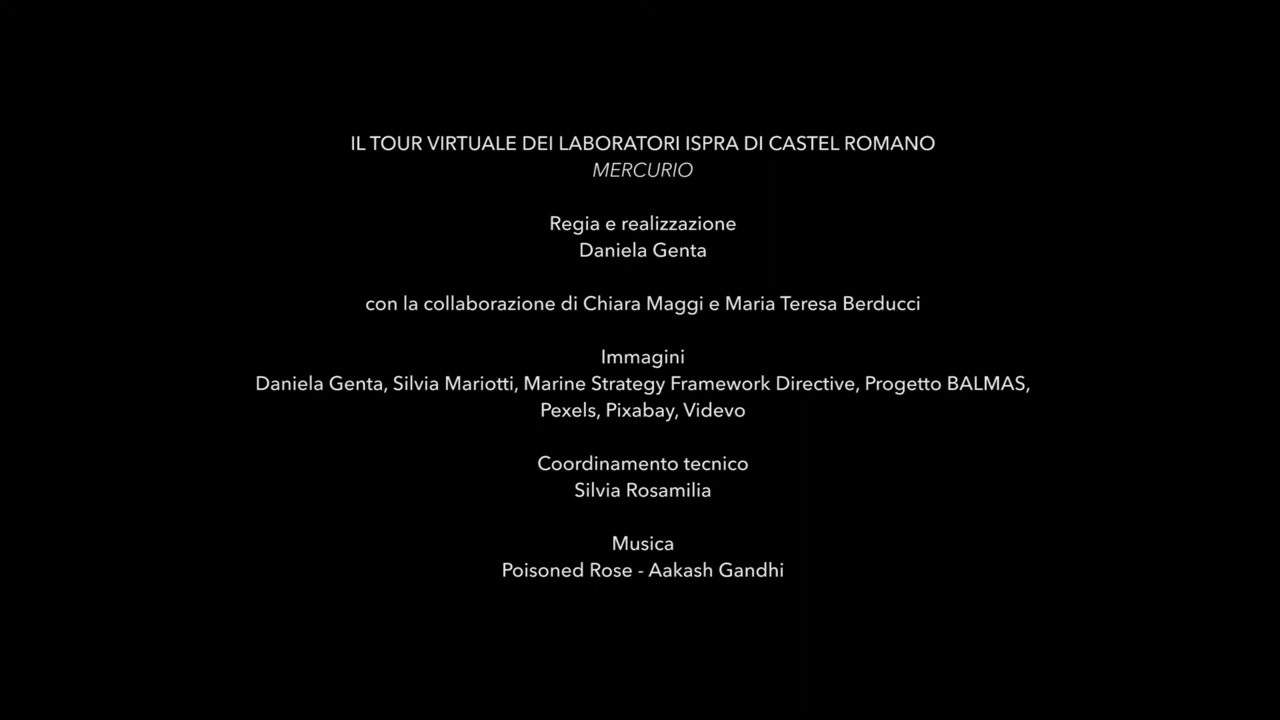 IL TOUR VIRTUALE DEI LABORATORI ISPRA DI CASTEL ROMANO
MERCURIO
Regia e realizzazione
Daniela Genta
con la collaborazione di Chiara Maggi e Maria Teresa Berducci
Immagini
Daniela Genta, Silvia Mariotti, Marine Strategy Framework Directive, Progetto BALMAS,
Pexels, Pixabay, Videvo
Coordinamento tecnico
Silvia Rosamilia
Musica
Poisoned Rose - Aakash Gandhi